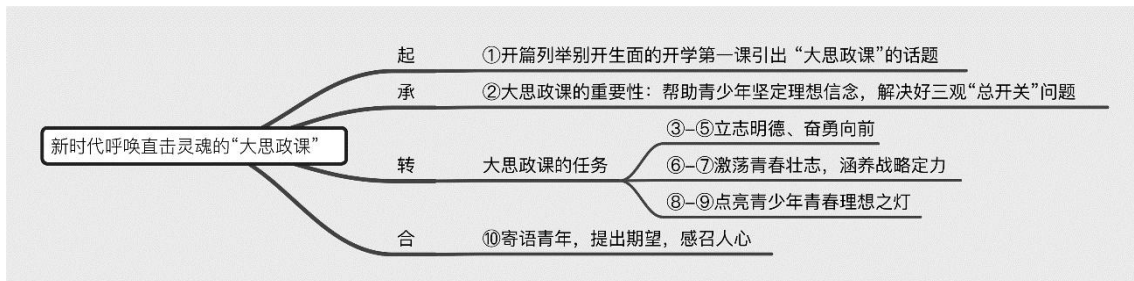 新时代呼唤直击灵魂的“大思政课”
起
①开篇列举别开生面的开学第一课引出 “大思政课”的话题
承
②大思政课的重要性：帮助青少年坚定理想信念，解决好三观“总开关”问题
转
大思政课的任务
③–⑤立志明德、奋勇向前
⑥–⑦激荡青春壮志，涵养战略定力
⑧–⑨点亮青少年青春理想之灯
合
⑩寄语青年，提出期望，感召人心